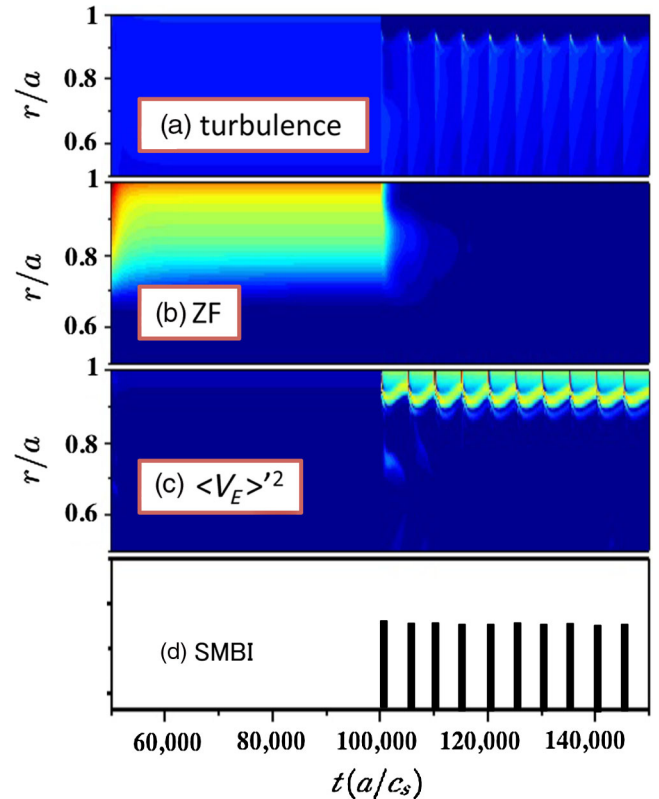 1
r/a
0.8
0.6
(a) turbulence
1
r/a
0.8
0.6
(b) ZF
1
r/a
0.8
0.6
(c) <V_E>'²
(d) SMBI
60,000 80,000 100,000 120,000 140,000
t(a/c_s)